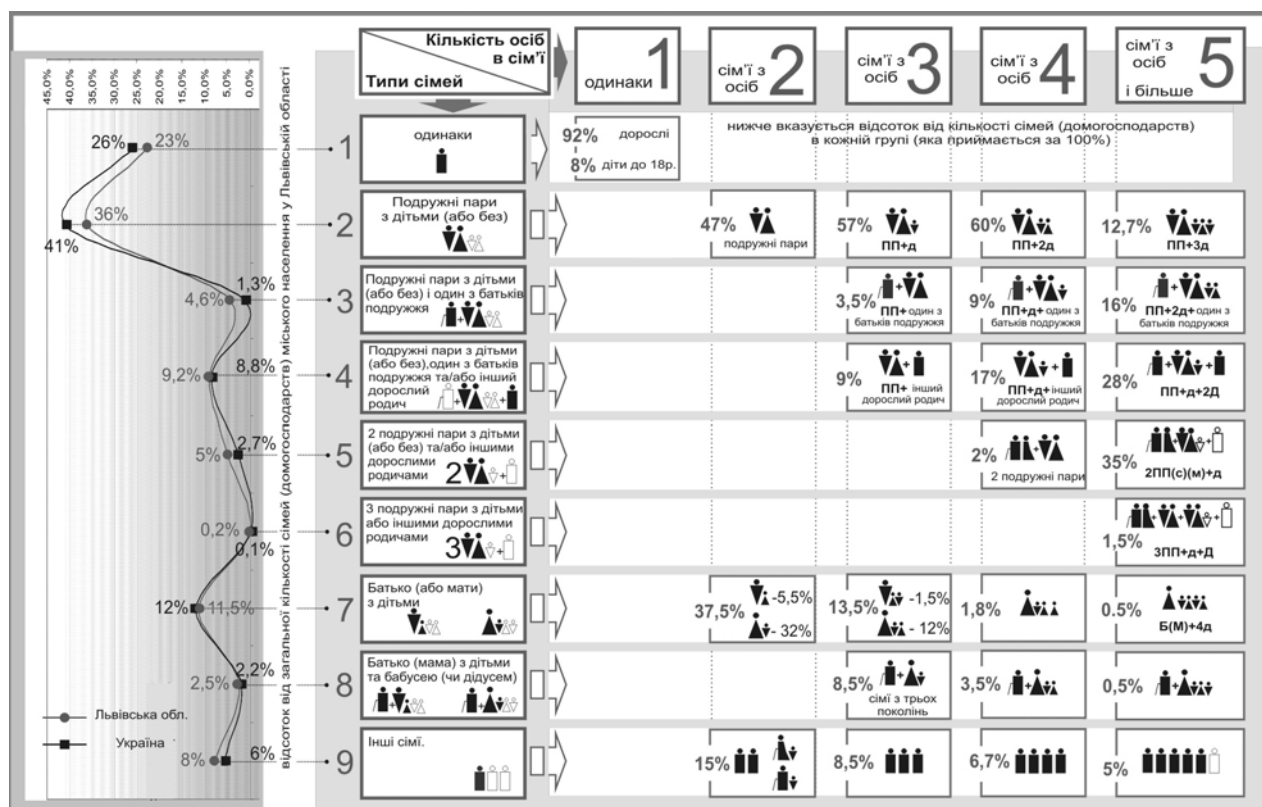 45,0%
40,0%
35,0%
30,0%
25,0%
20,0%
15,0%
10,0%
5,0%
0,0%
відсоток від загальної кількості сімей (домогосподарств) міського населення у Львівській області
26%
23%
36%
41%
1,3%
4,6%
8,8%
9,2%
2,7%
5%
0,2%
0,1%
12%
11,5%
2,2%
2,5%
6%
8%
Львівська обл.
Україна
Кількість осіб
в сім'ї
Типи сімей
одинаки 1
сім'ї з
осіб 2
сім'ї з
осіб 3
сім'ї з
осіб 4
сім'ї з
осіб
і більше 5
нижче вказується відсоток від кількості сімей (домогосподарств)
в кожній групі (яка приймається за 100%)
1
одинаки
92% дорослі
8% діти до 18р.
2
Подружні пари
з дітьми (або без)
47%
подружні пари
57%
ПП+д
60%
ПП+2д
12,7%
ПП+3д
3
Подружні пари з дітьми
(або без) і один з батьків
подружжя
+
3,5%
+
ПП+ один з
батьків подружжя
9%
+
ПП+д+ один з
батьків подружжя
16%
+
ПП+2д+ один з
батьків подружжя
4
Подружні пари з дітьми
(або без),один з батьків
подружжя та/або інший
дорослий
родич
+ +
9%
+
ПП+ інший
дорослий родич
17%
+
ПП+д+ інший
дорослий родич
28%
+ +
ПП+д+2Д
5
2 подружні пари з дітьми
(або без) та/або іншими
дорослими
родичами
2 +
2%
+
2 подружні пари
35%
+ +
2ПП(с)(м)+д
6
3 подружні пари з дітьми
або іншими дорослими
родичами
3 +
1,5%
+ + +
3ПП+д+Д
7
Батько (або мати)
з дітьми
37,5%
-5,5%
- 32%
13,5%
-1,5%
- 12%
1,8%
0.5%
Б(М)+4д
8
Батько (мама) з дітьми
та бабусею (чи дідусем)
+ +
8,5%
+
сімї з трьох
поколінь
3,5%
+
0,5%
+
9
Інші сімї.
15%
8,5%
6,7%
5%